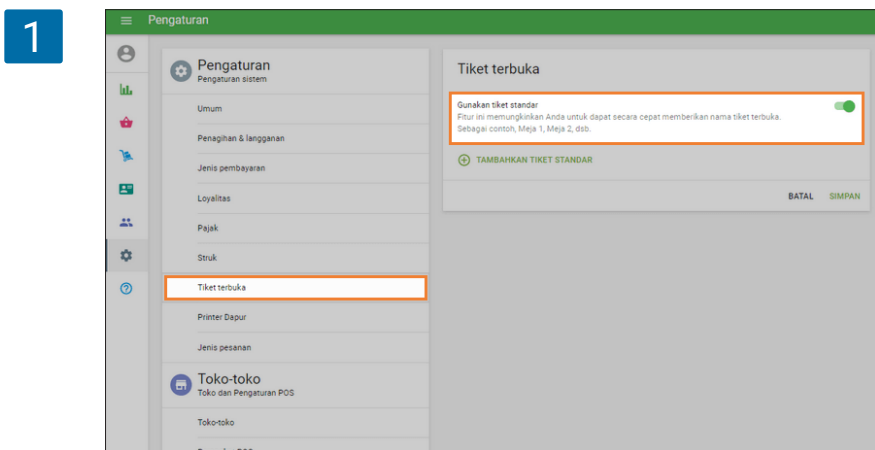 1
Pengaturan
Pengaturan
Pengaturan sistem
Umum
Penagihan & langganan
Jenis pembayaran
Loyalitas
Pajak
Struk
Tiket terbuka
Printer Dapur
Jenis pesanan
Toko-toko
Toko dan Pengaturan POS
Toko-toko
Tiket terbuka
Gunakan tiket standar
Fitur ini memungkinkan Anda untuk dapat secara cepat memberikan nama tiket terbuka.
Sebagai contoh, Meja 1, Meja 2, dsb.
TAMBAHKAN TIKET STANDAR
BATAL SIMPAN